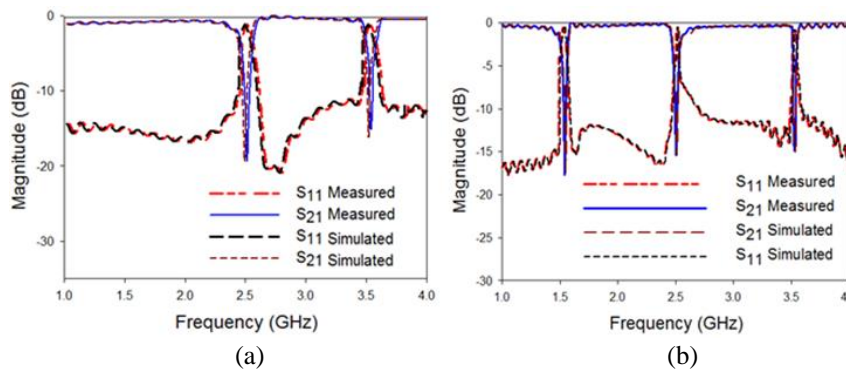 0
-10
-20
-30
Magnitude (dB)
S11 Measured
S21 Measured
S11 Simulated
S21 Simulated
1.0 1.5 2.0 2.5 3.0 3.5 4.0
Frequency (GHz)
(a)
0
-5
-10
-15
-20
-25
-30
Magnitude (dB)
S11 Measured
S21 Measured
S21 Simulated
S11 Simulated
1.0 1.5 2.0 2.5 3.0 3.5 4.0
Frequency (GHz)
(b)